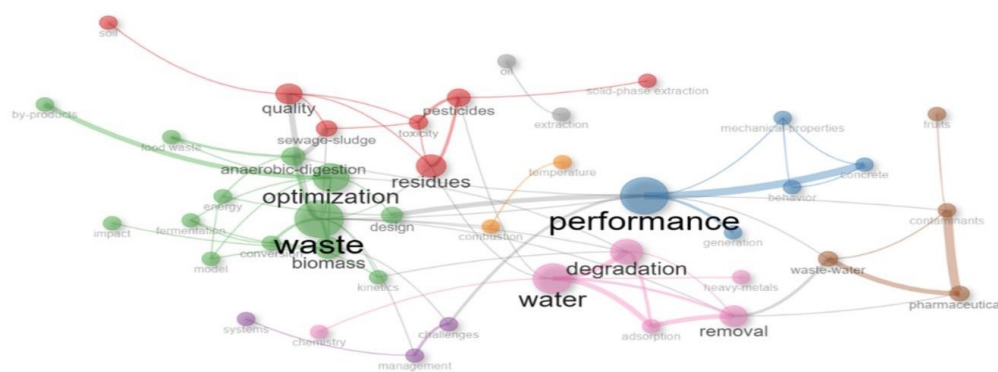 soil
oil
solid-phase extraction
by-products
quality
pesticides
extraction
fruits
toxicity
mechanical-properties
sewage-sludge
food waste
anaerobic-digestion
temperature
concrete
residues
energy
optimization
behavior
performance
contaminants
impact
fermentation
design
combustion
generation
waste
conversion
biomass
model
degradation
waste-water
kinetics
heavy-metals
water
pharmaceutica
systems
challenges
removal
chemistry
adsorption
management